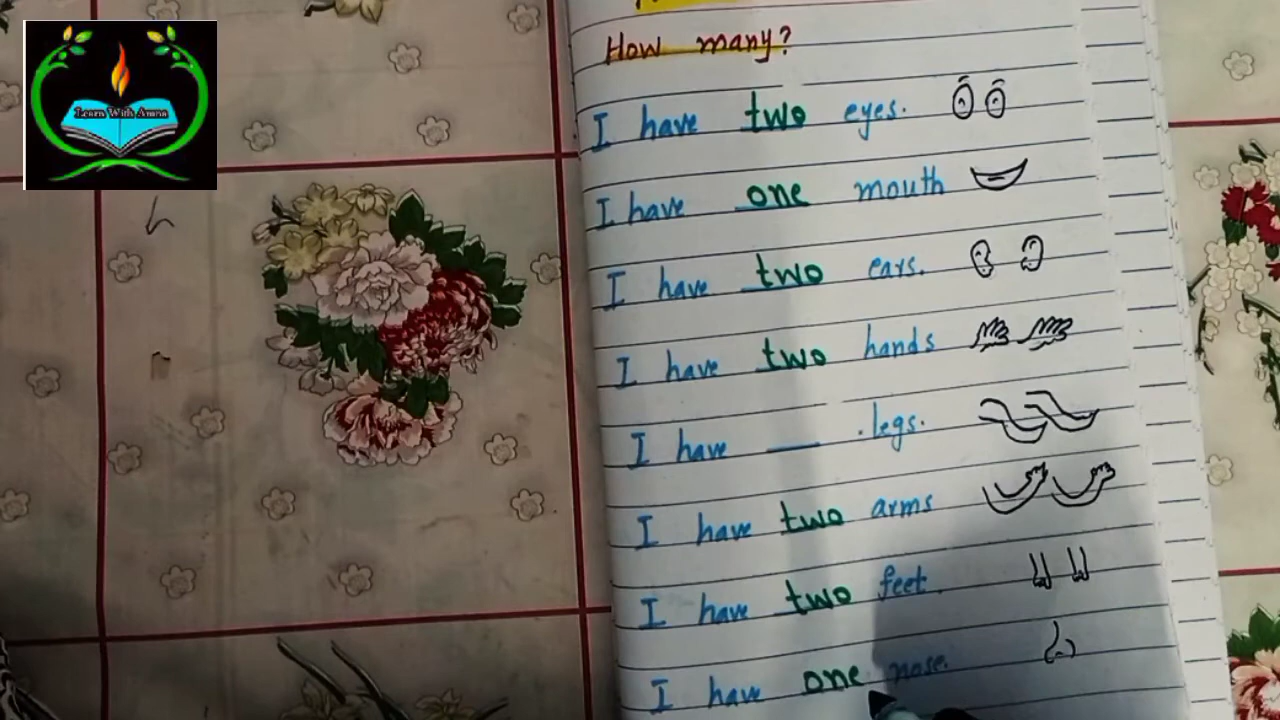 Learn With Amna
How many?
I have two eyes.
I have one mouth
I have two ears.
I have two hands
I have ___ legs.
I have two arms
I have two feet.
I have one nose.